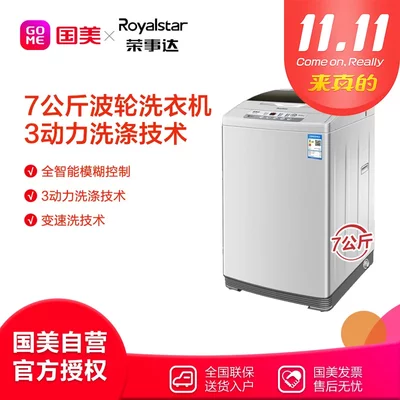 GO
ME
国美×Royalstar
荣事达
11.11
Come on. Really
来真的
7公斤波轮洗衣机
3动力洗涤技术
全智能模糊控制
3动力洗涤技术
变速洗技术
7公斤
国美自营
官方授权
全国联保
送货入户
国美发票
售后无忧